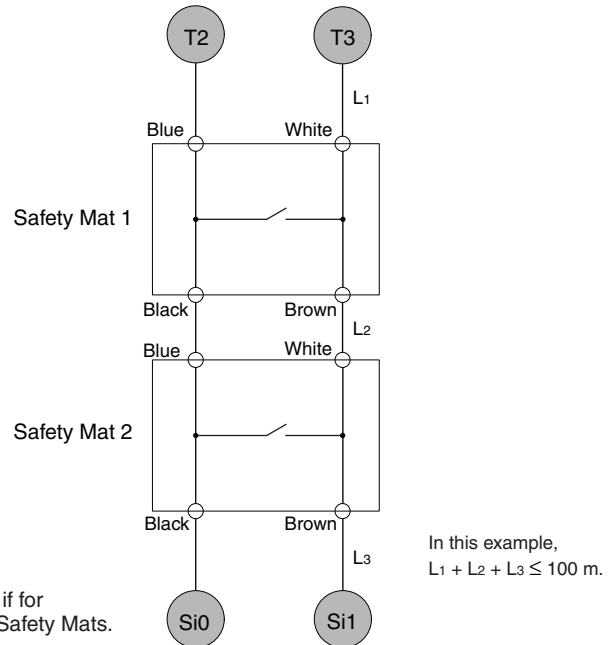 T2 T3
L1
Blue White
Safety Mat 1
Black Brown
L2
Blue White
Safety Mat 2
Black Brown
In this example,
L3
L1 + L2 + L3 ≤ 100 m.
if for
Safety Mats.
Si0 Si1